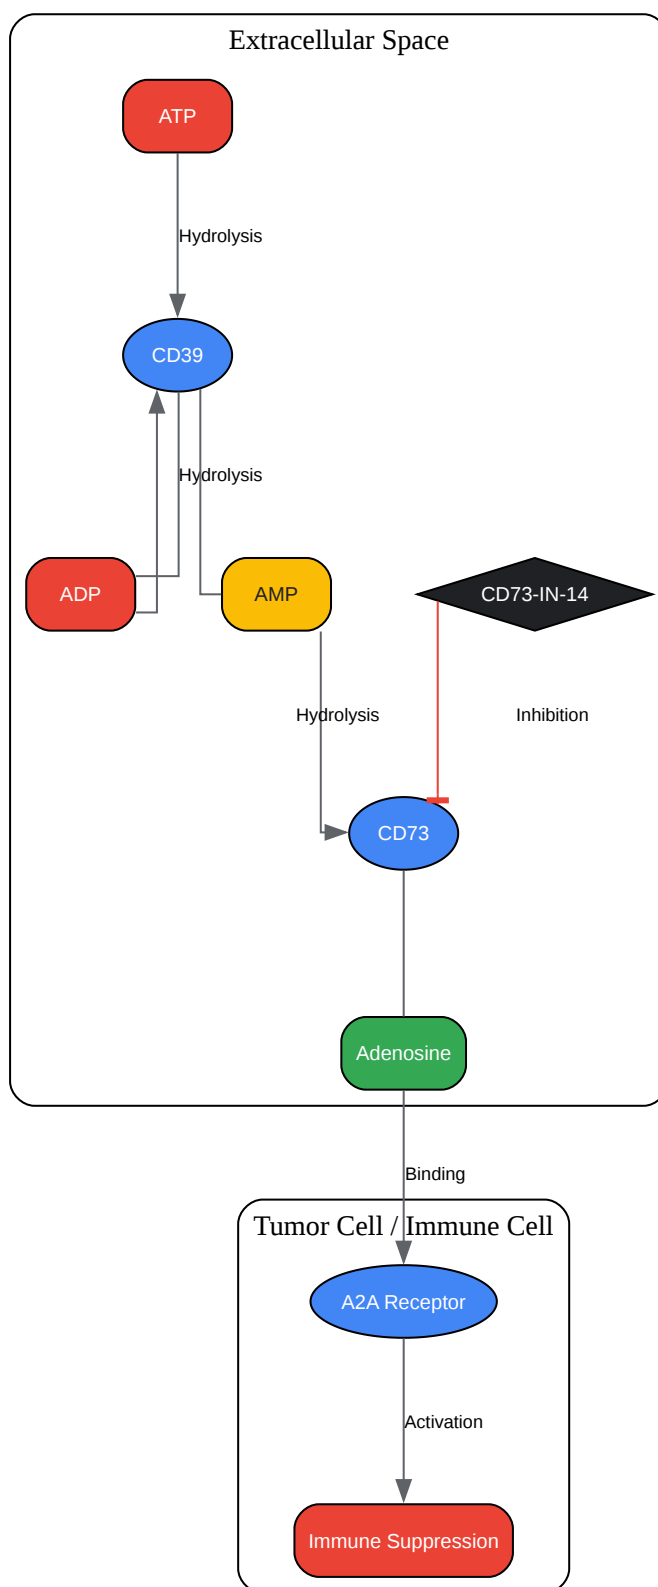 Extracellular Space
ATP
Hydrolysis
CD39
Hydrolysis
ADP
AMP
CD73-IN-14
Hydrolysis
Inhibition
CD73
Adenosine
Binding
Tumor Cell / Immune Cell
A2A Receptor
Activation
Immune Suppression